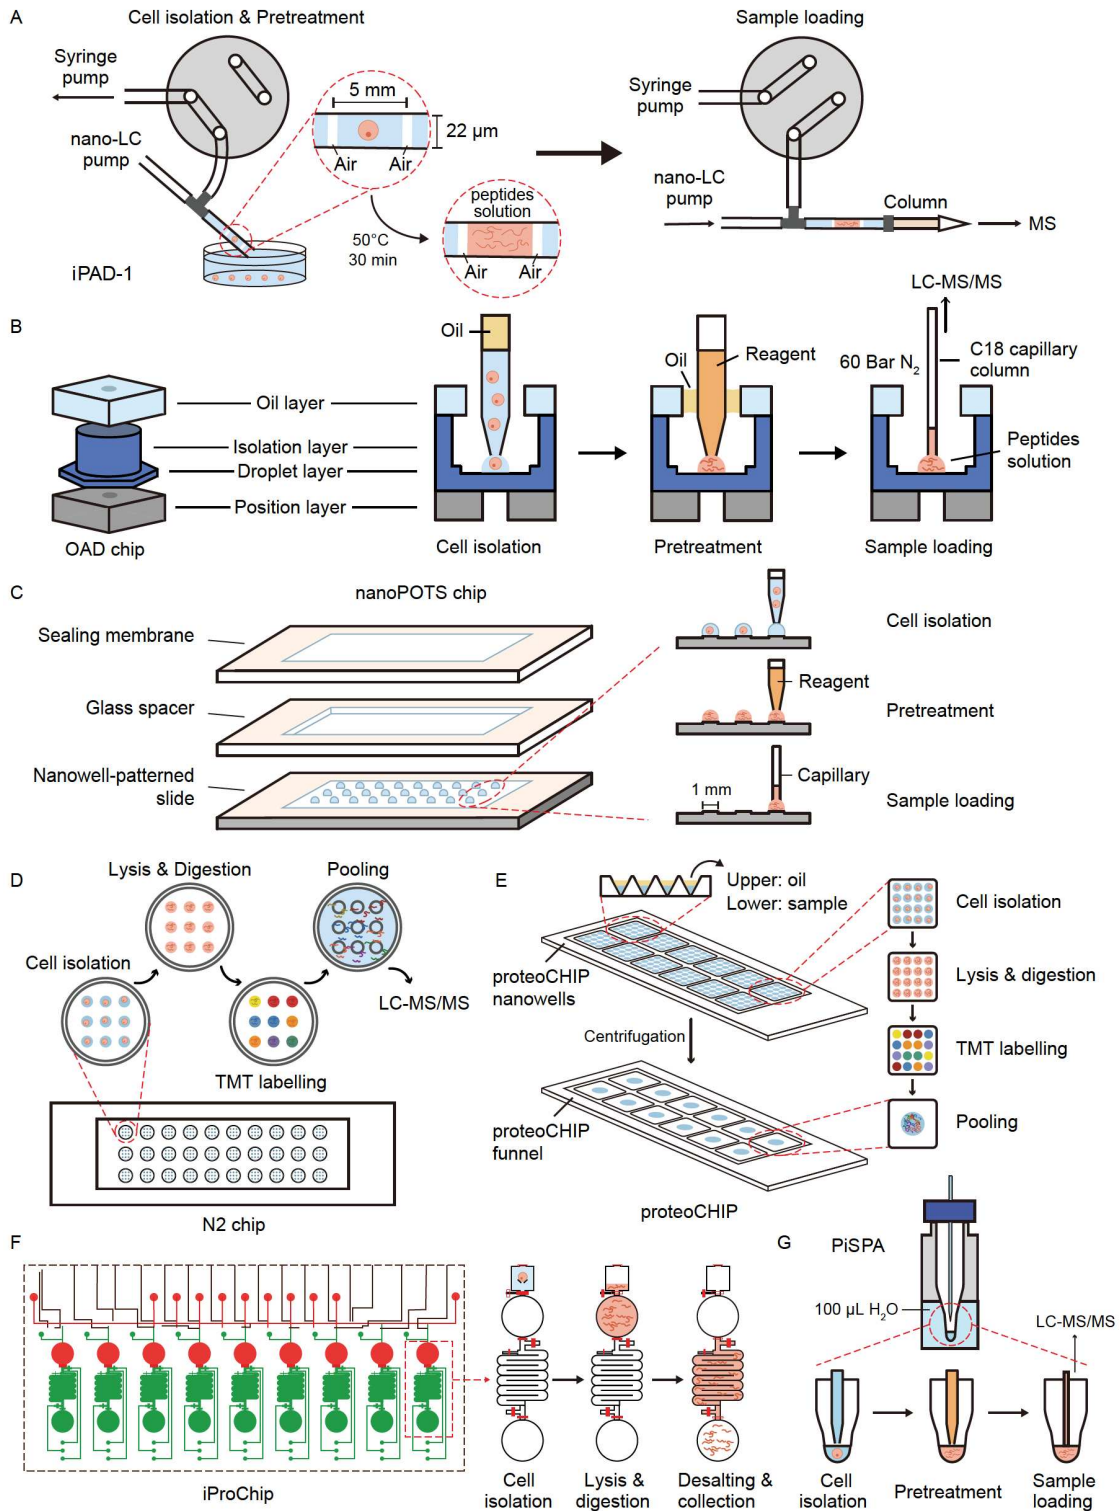 A
Cell isolation & Pretreatment
Sample loading
Syringe
pump
5 mm
22 µm
Air
Air
nano-LC
pump
peptides
solution
50°C
30 min
Air
Air
iPAD-1
Syringe
pump
nano-LC
pump
Column
MS
B
Oil layer
Isolation layer
Droplet layer
Position layer
OAD chip
Oil
Cell isolation
Oil
Reagent
Pretreatment
LC-MS/MS
60 Bar N2
C18 capillary
column
Peptides
solution
Sample loading
C
nanoPOTS chip
Sealing membrane
Glass spacer
Nanowell-patterned
slide
Cell isolation
Reagent
Pretreatment
Capillary
1 mm
Sample loading
D
Lysis & Digestion
Pooling
Cell isolation
TMT labelling
LC-MS/MS
N2 chip
E
Upper: oil
Lower: sample
proteoCHIP
nanowells
Centrifugation
proteoCHIP
funnel
proteoCHIP
Cell isolation
Lysis & digestion
TMT labelling
Pooling
F
iProChip
Cell
isolation
Lysis &
digestion
Desalting &
collection
G
PiSPA
100 µL H2O
LC-MS/MS
Cell
isolation
Pretreatment
Sample
loading